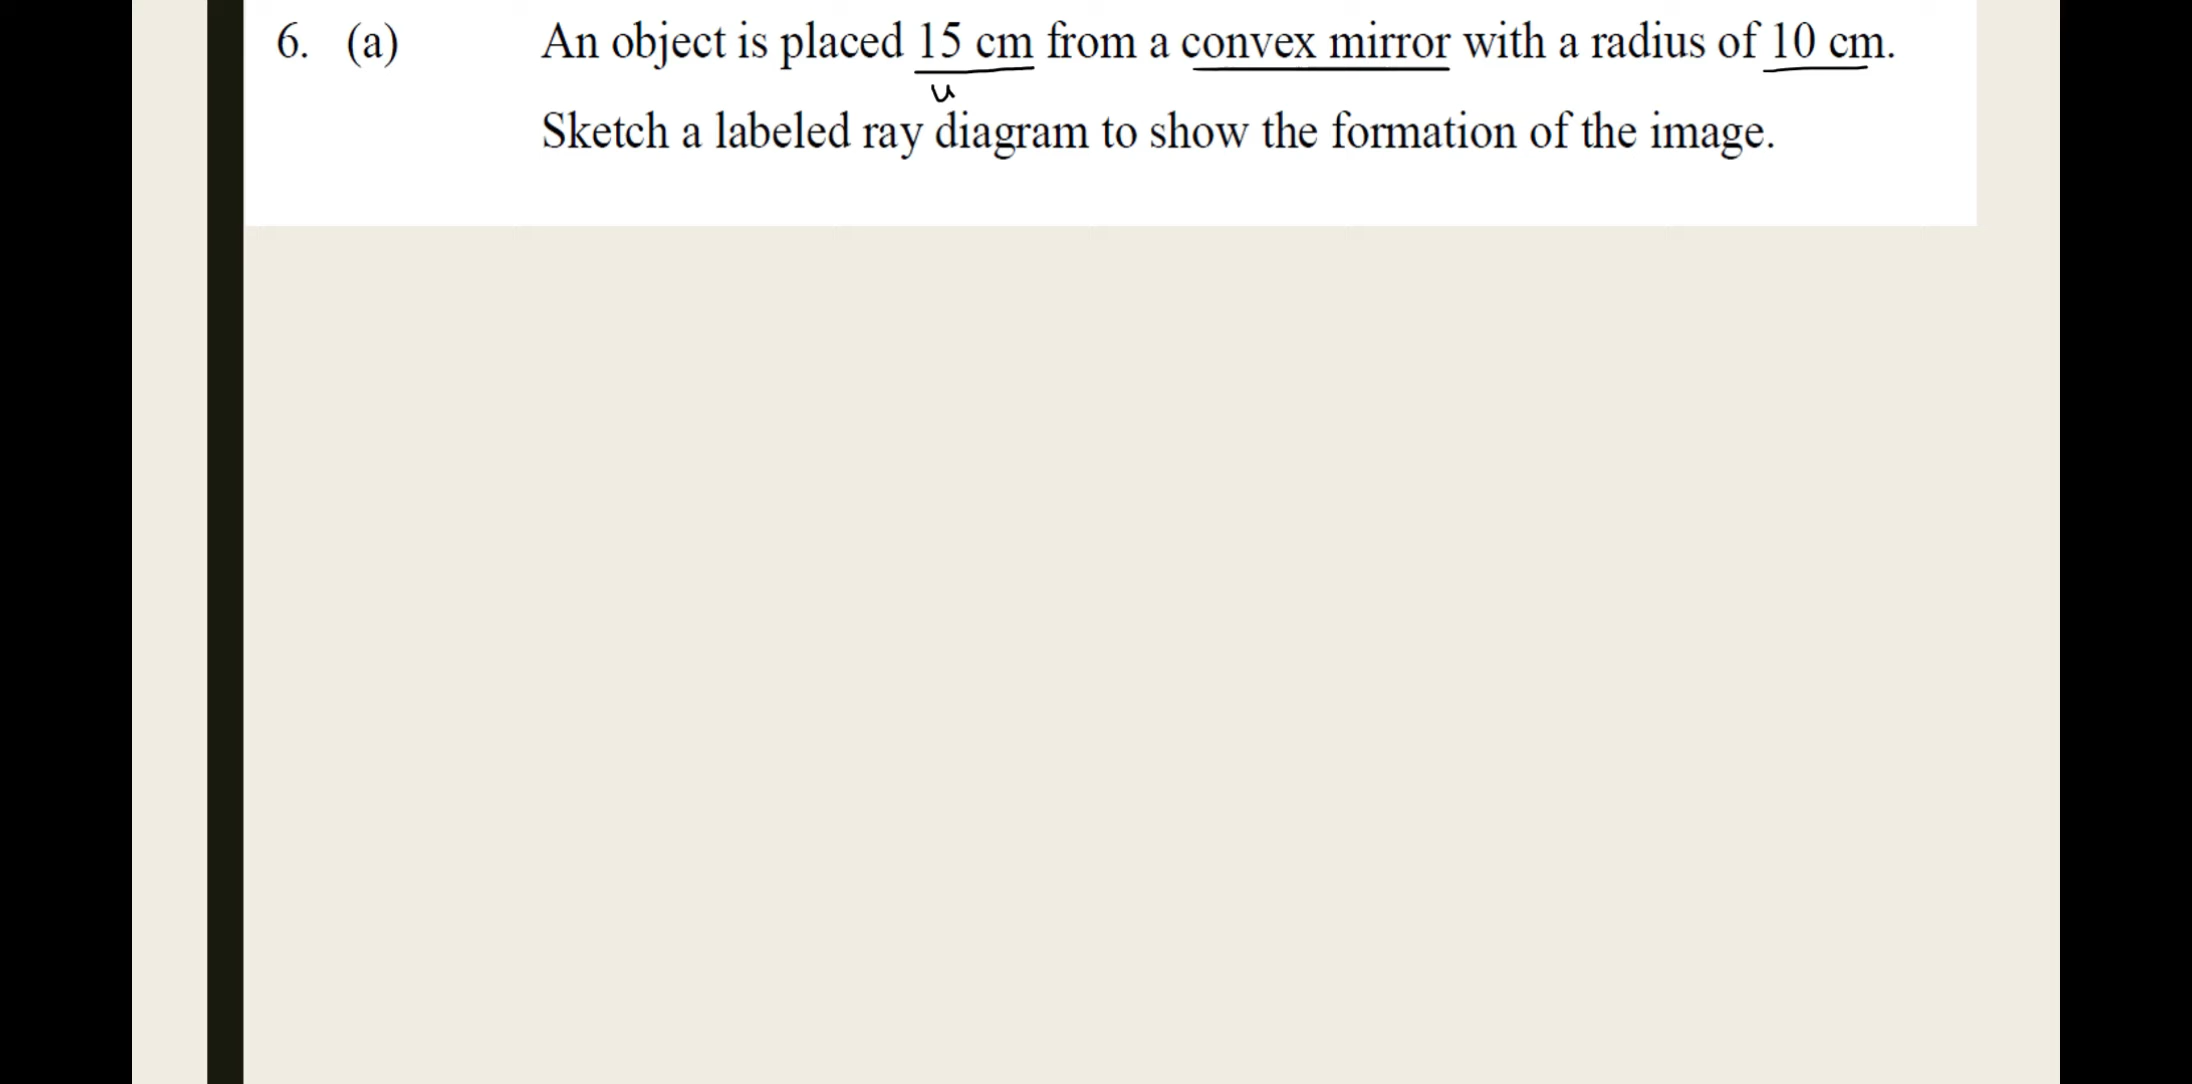 6. (a) An object is placed 15 cm from a convex mirror with a radius of 10 cm.
u
Sketch a labeled ray diagram to show the formation of the image.